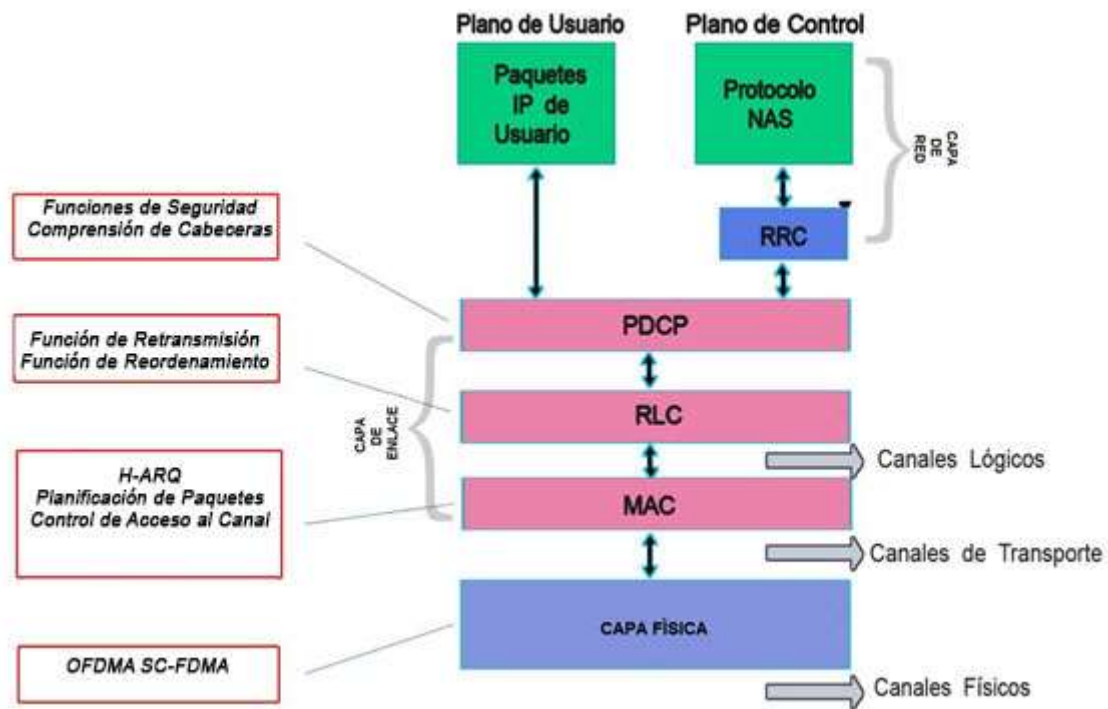 Plano de Usuario
Plano de Control
Paquetes
IP de
Usuario
Protocolo
NAS
CAPA
DE
RED
RRC
Funciones de Seguridad
Comprensión de Cabeceras
PDCP
Función de Retransmisión
Función de Reordenamiento
CAPA
DE
ENLACE
RLC
Canales Lógicos
H-ARQ
Planificación de Paquetes
Control de Acceso al Canal
MAC
Canales de Transporte
CAPA FÌSICA
OFDMA SC-FDMA
Canales Físicos